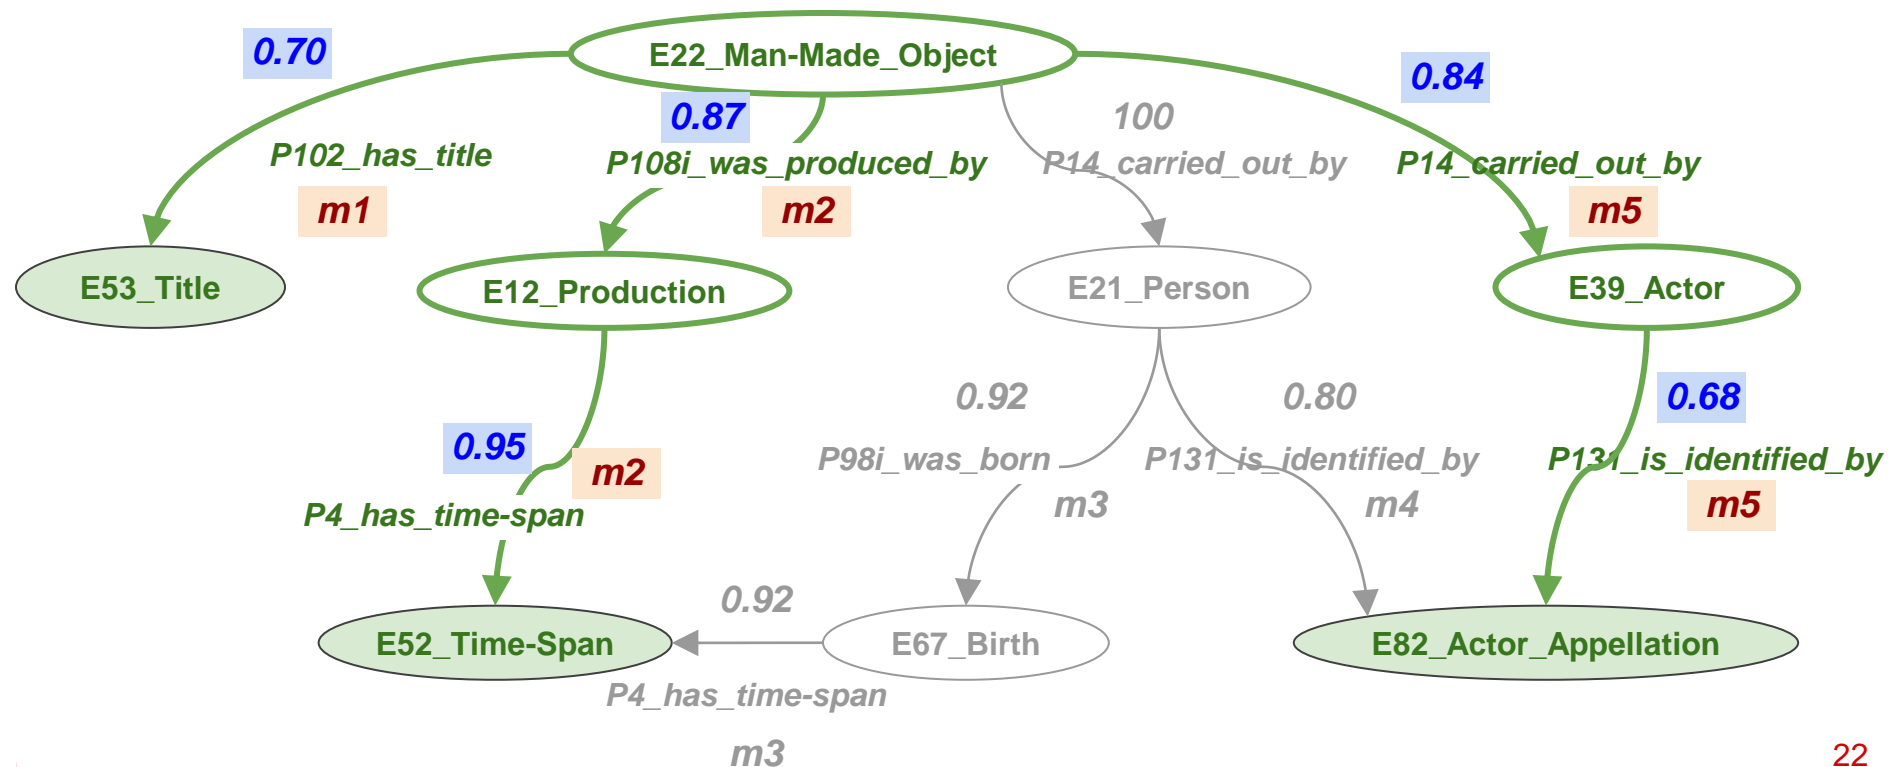 0.70
E22_Man-Made_Object
0.84
0.87
100
P102_has_title
P108i_was_produced_by
P14_carried_out_by
P14_carried_out_by
m1
m2
m5
E53_Title
E12_Production
E21_Person
E39_Actor
0.92
0.80
0.68
0.95
m2
P98i_was_born
P131_is_identified_by
P131_is_identified_by
m3
m4
m5
P4_has_time-span
0.92
E52_Time-Span
E67_Birth
E82_Actor_Appellation
P4_has_time-span
m3
22